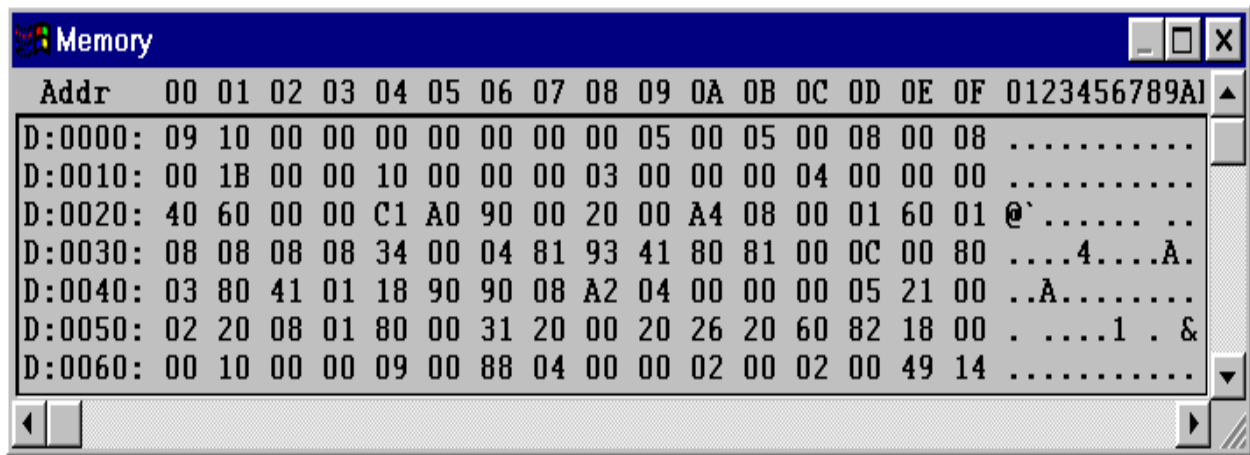 Memory
Addr 00 01 02 03 04 05 06 07 08 09 0A 0B 0C 0D 0E 0F 0123456789A
D:0000: 09 10 00 00 00 00 00 00 00 05 00 05 00 08 00 08 ...........
D:0010: 00 1B 00 00 10 00 00 00 03 00 00 00 04 00 00 00 ...........
D:0020: 40 60 00 00 C1 A0 90 00 20 00 A4 08 00 01 60 01 @`...... ..
D:0030: 08 08 08 08 34 00 04 81 93 41 80 81 00 0C 00 80 ....4....A.
D:0040: 03 80 41 01 18 90 90 08 A2 04 00 00 00 05 21 00 ..A........
D:0050: 02 20 08 01 80 00 31 20 00 20 26 20 60 82 18 00 . ....1 . &
D:0060: 00 10 00 00 09 00 88 04 00 00 02 00 02 00 49 14 ...........